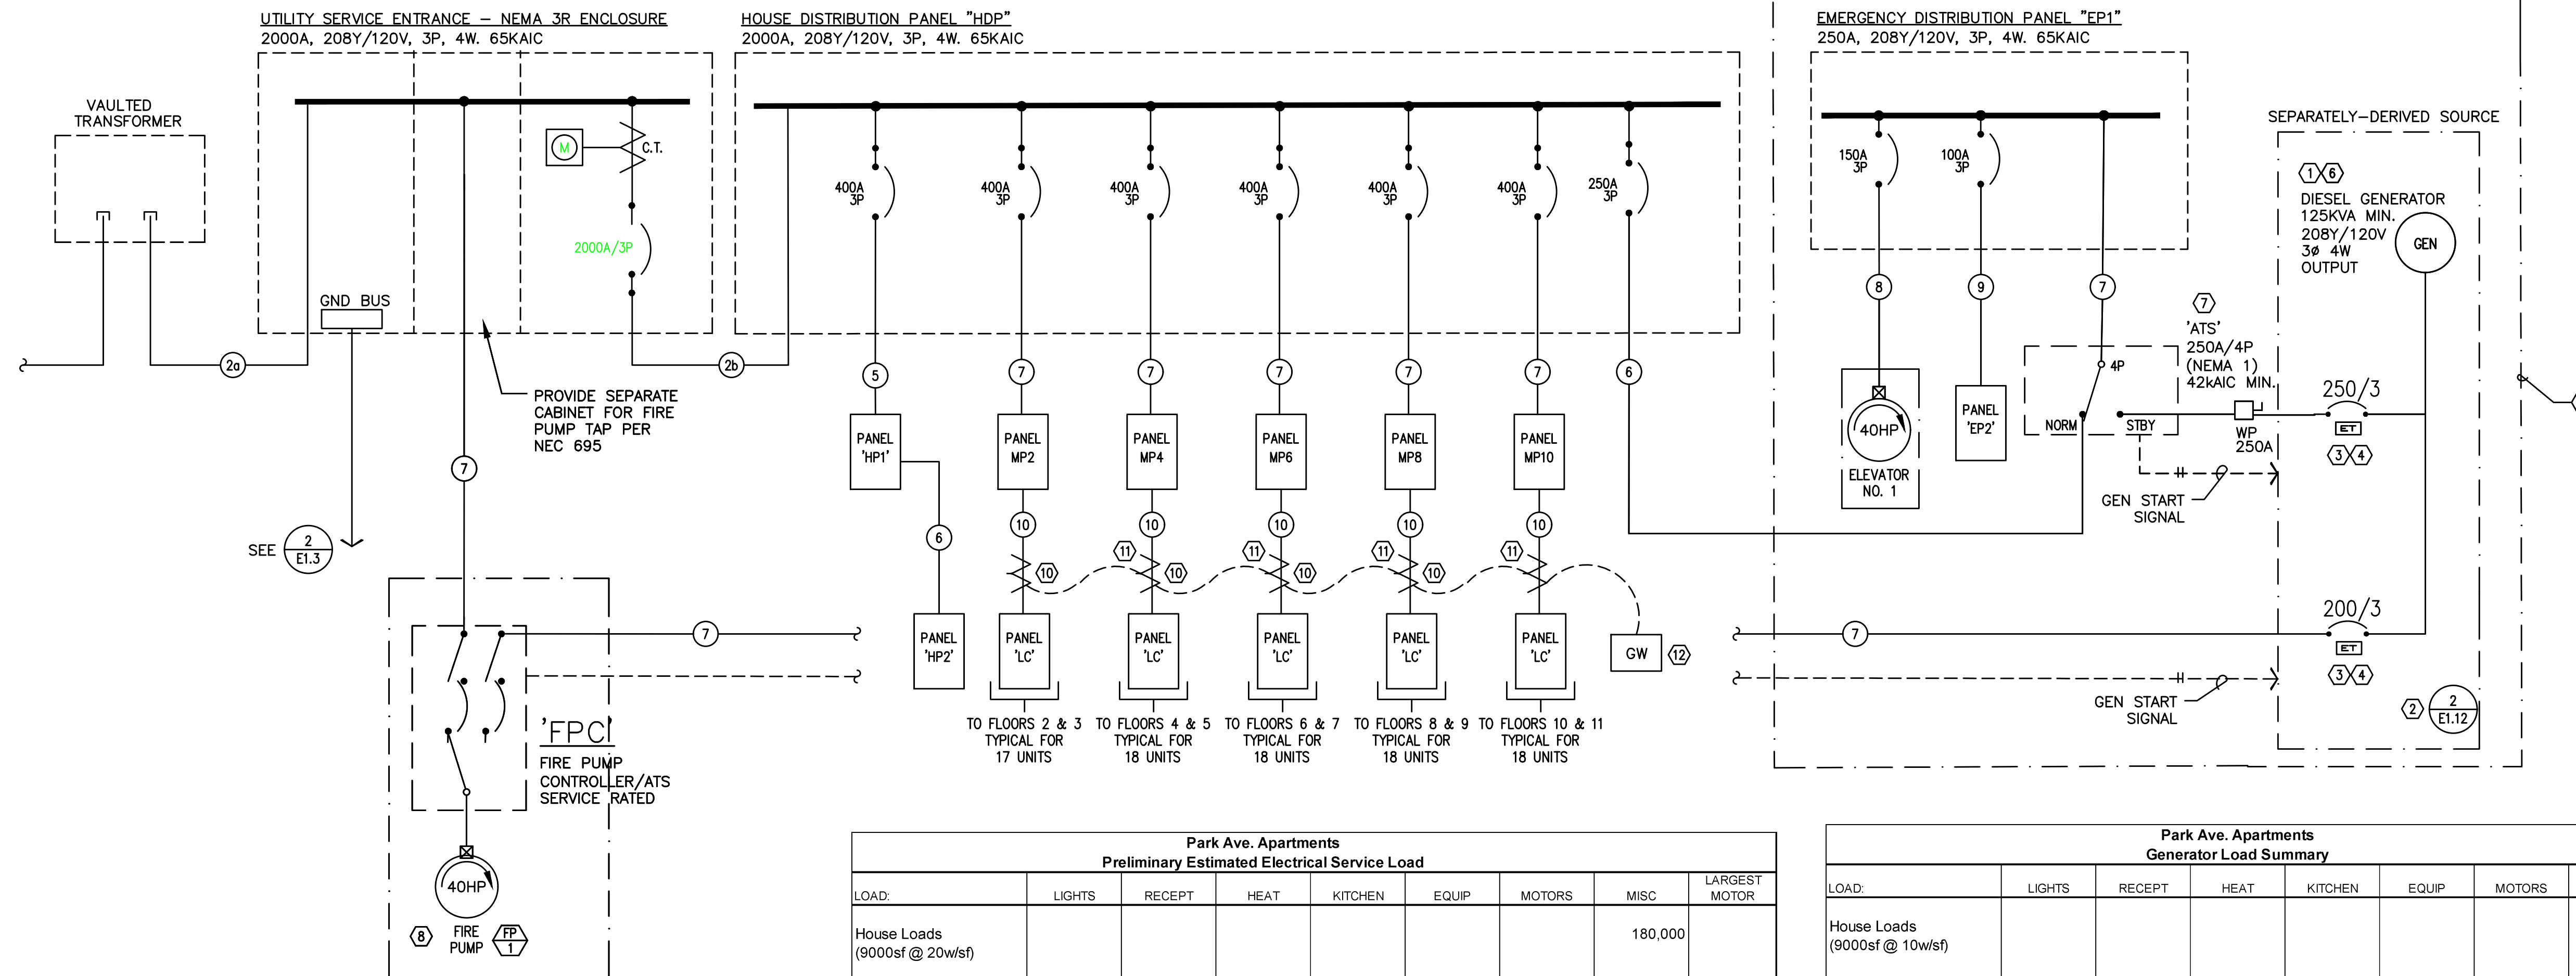 UTILITY SERVICE ENTRANCE – NEMA 3R ENCLOSURE
2000A, 208Y/120V, 3P, 4W. 65KAIC
HOUSE DISTRIBUTION PANEL "HDP"
2000A, 208Y/120V, 3P, 4W. 65KAIC
EMERGENCY DISTRIBUTION PANEL "EP1"
250A, 208Y/120V, 3P, 4W. 65KAIC
VAULTED
TRANSFORMER
M
C.T.
2000A/3P
GND BUS
2a
2b
PROVIDE SEPARATE
CABINET FOR FIRE
PUMP TAP PER
NEC 695
7
SEE
2
E1.3
400A
3P
400A
3P
400A
3P
400A
3P
400A
3P
400A
3P
250A
3P
5
7
7
7
7
7
6
PANEL
'HP1'
PANEL
MP2
PANEL
MP4
PANEL
MP6
PANEL
MP8
PANEL
MP10
6
10
10
10
10
10
11
11
11
11
10
10
10
10
PANEL
'HP2'
PANEL
'LC'
PANEL
'LC'
PANEL
'LC'
PANEL
'LC'
PANEL
'LC'
GW
12
TO FLOORS 2 & 3
TYPICAL FOR
17 UNITS
TO FLOORS 4 & 5
TYPICAL FOR
18 UNITS
TO FLOORS 6 & 7
TYPICAL FOR
18 UNITS
TO FLOORS 8 & 9
TYPICAL FOR
18 UNITS
TO FLOORS 10 & 11
TYPICAL FOR
18 UNITS
150A
3P
100A
3P
8
9
7
40HP
ELEVATOR
NO. 1
PANEL
'EP2'
7
'ATS'
250A/4P
(NEMA 1)
42kAIC MIN.
4P
NORM
STBY
WP
250A
GEN START
SIGNAL
SEPARATELY–DERIVED SOURCE
1
6
DIESEL GENERATOR
125KVA MIN.
208Y/120V
3ø 4W
OUTPUT
GEN
250/3
ET
3
4
7
200/3
ET
3
4
GEN START
SIGNAL
2
2
E1.12
7
'FPC'
FIRE PUMP
CONTROLLER/ATS
SERVICE RATED
40HP
8
FIRE
PUMP
FP
1
Park Ave. Apartments
Preliminary Estimated Electrical Service Load
LOAD:
LIGHTS
RECEPT
HEAT
KITCHEN
EQUIP
MOTORS
MISC
LARGEST
MOTOR
House Loads
(9000sf @ 20w/sf)
180,000
Park Ave. Apartments
Generator Load Summary
LOAD:
LIGHTS
RECEPT
HEAT
KITCHEN
EQUIP
MOTORS
House Loads
(9000sf @ 10w/sf)